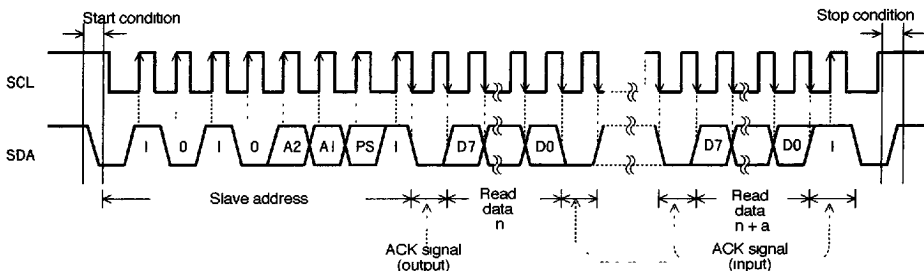 Start condition
Stop condition
SCL
SDA
1 0 1 0 A2 A1 PS 1 D7 D0 D7 D0 1
Slave address
Read
data
n
Read
data
n + a
ACK signal
(output)
ACK signal
(input)